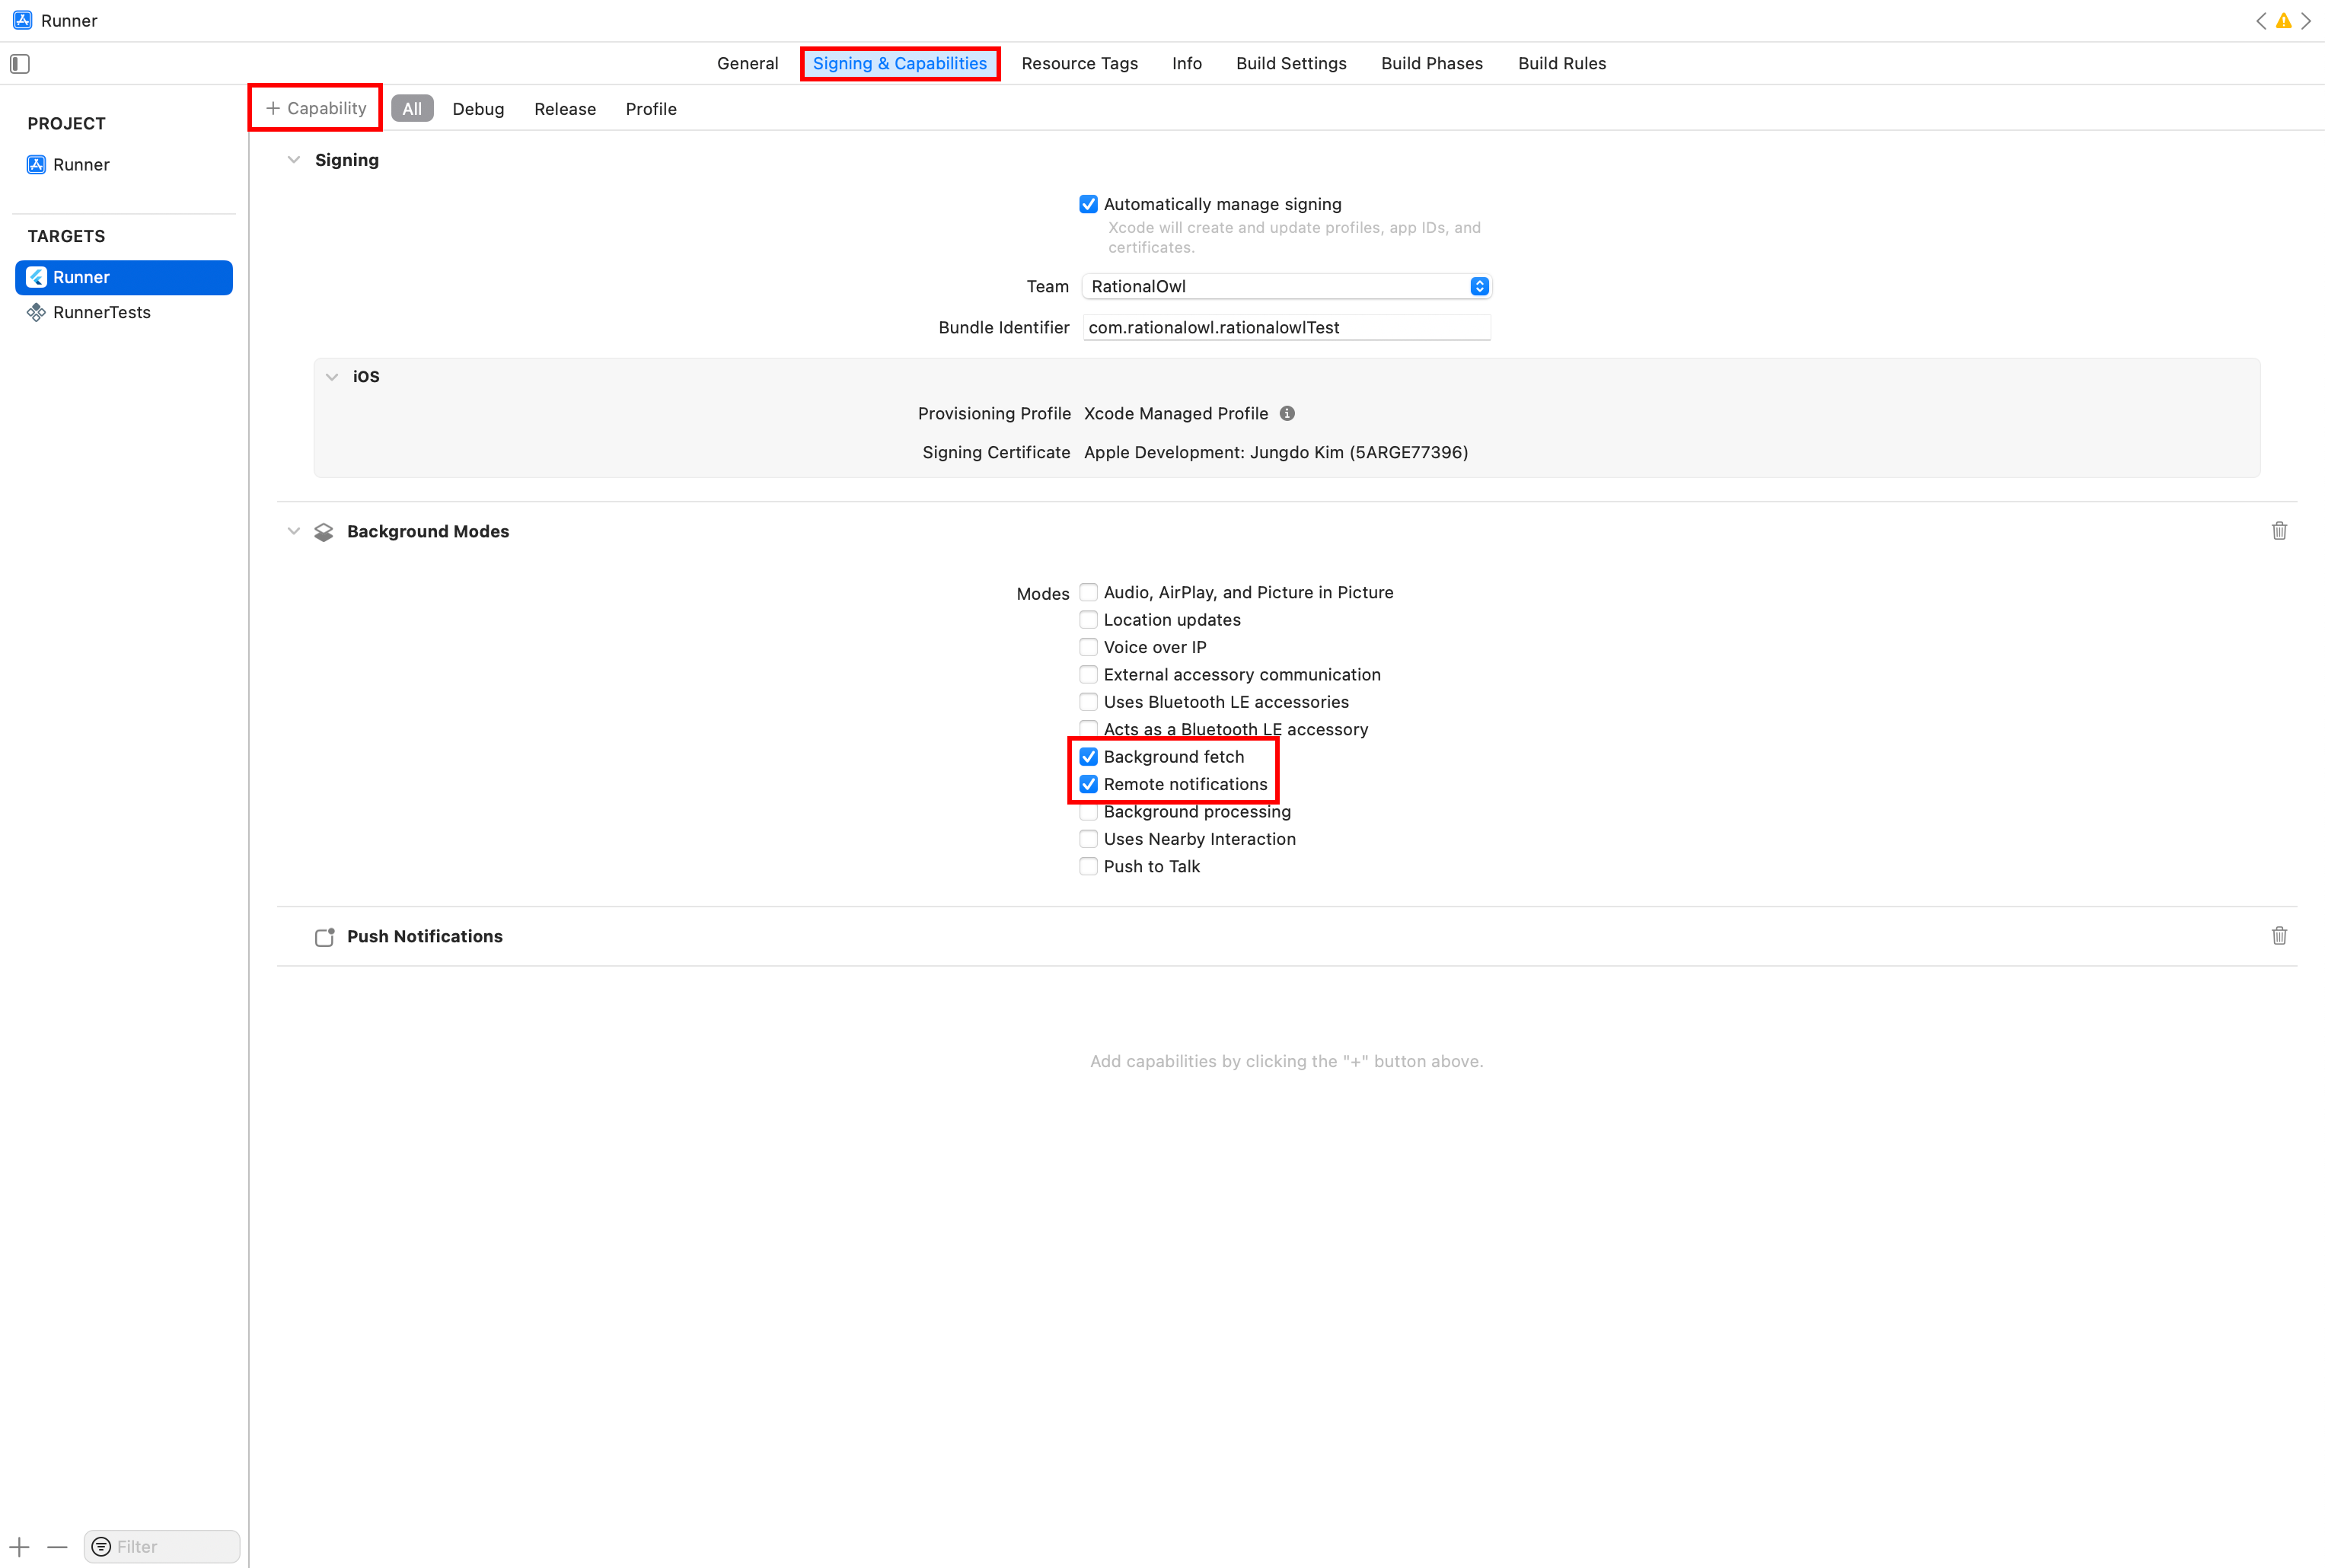 Runner
General
Signing & Capabilities
Resource Tags
Info
Build Settings
Build Phases
Build Rules
+ Capability
All
Debug
Release
Profile
PROJECT
Runner
TARGETS
Runner
RunnerTests
Signing
Automatically manage signing
Xcode will create and update profiles, app IDs, and
certificates.
Team RationalOwl
Bundle Identifier com.rationalowl.rationalowlTest
iOS
Provisioning Profile Xcode Managed Profile
Signing Certificate Apple Development: Jungdo Kim (5ARGE77396)
Background Modes
Modes Audio, AirPlay, and Picture in Picture
Location updates
Voice over IP
External accessory communication
Uses Bluetooth LE accessories
Acts as a Bluetooth LE accessory
Background fetch
Remote notifications
Background processing
Uses Nearby Interaction
Push to Talk
Push Notifications
Add capabilities by clicking the "+" button above.
Filter